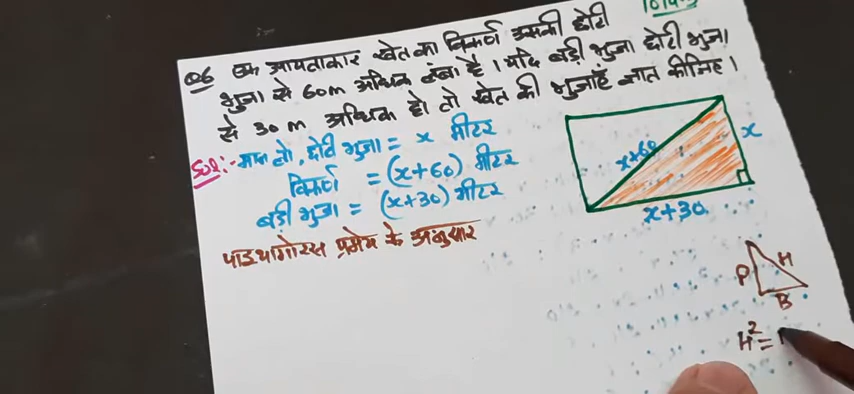 Q6 एक आयताकार खेत का विकर्ण उसकी छोटी
भुजा से 60m अधिक लंबा है। यदि बड़ी भुजा छोटी भुजा
से 30 m अधिक हो तो खेत की भुजाएँ ज्ञात कीजिए।
Sol:- मान लो, छोटी भुजा = x मीटर
विकर्ण = (x+60) मीटर
बड़ी भुजा = (x+30) मीटर
पाइथागोरस प्रमेय के अनुसार
x+60
x
x+30
P
H
B
H² =